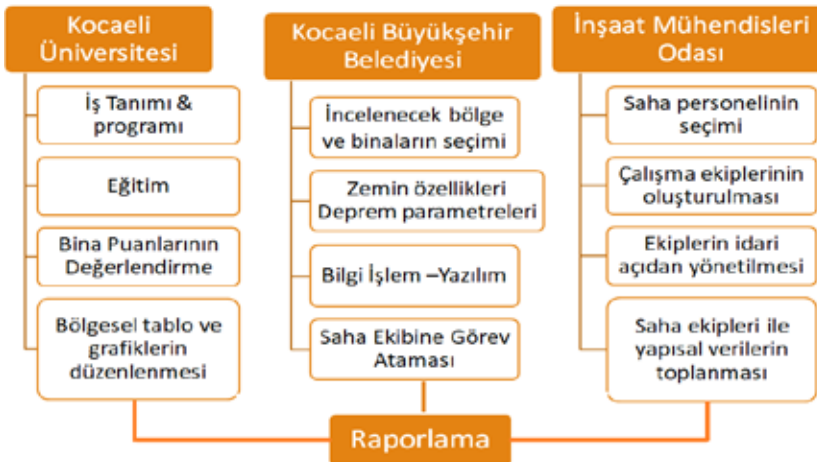 Kocaeli
Üniversitesi
İş Tanımı &
programı
Eğitim
Bina Puanlarının
Değerlendirme
Bölgesel tablo ve
grafiklerin
düzenlenmesi
Kocaeli Büyükşehir
Belediyesi
İncelenecek bölge
ve binaların seçimi
Zemin özellikleri
Deprem parametreleri
Bilgi İşlem –Yazılım
Saha Ekibine Görev
Ataması
İnşaat Mühendisleri
Odası
Saha personelinin
seçimi
Çalışma ekiplerinin
oluşturulması
Ekiplerin idari
açıdan yönetilmesi
Saha ekipleri ile
yapısal verilerin
toplanması
Raporlama